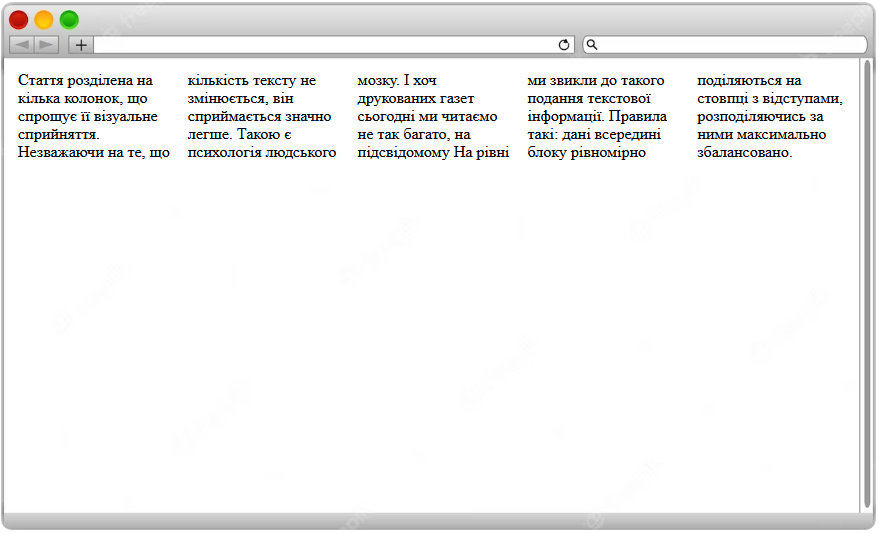 Стаття розділена на
кілька колонок, що
спрощує її візуальне
сприйняття.
Незважаючи на те, що
кількість тексту не
змінюється, він
сприймається значно
легше. Такою є
психологія людського
мозку. І хоч
друкованих газет
сьогодні ми читаємо
не так багато, на
підсвідомому На рівні
ми звикли до такого
подання текстової
інформації. Правила
такі: дані всередині
блоку рівномірно
поділяються на
стовпці з відступами,
розподіляючись за
ними максимально
збалансовано.